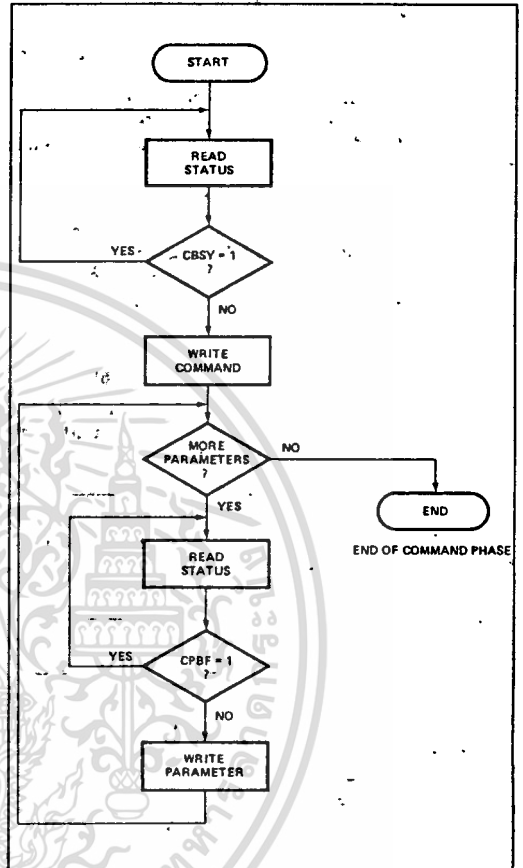 START
READ
STATUS
YES
CBSY = 1
?
NO
WRITE
COMMAND
MORE
PARAMETERS
?
NO
YES
END
END OF COMMAND PHASE
READ
STATUS
YES
CPBF = 1
?
NO
WRITE
PARAMETER